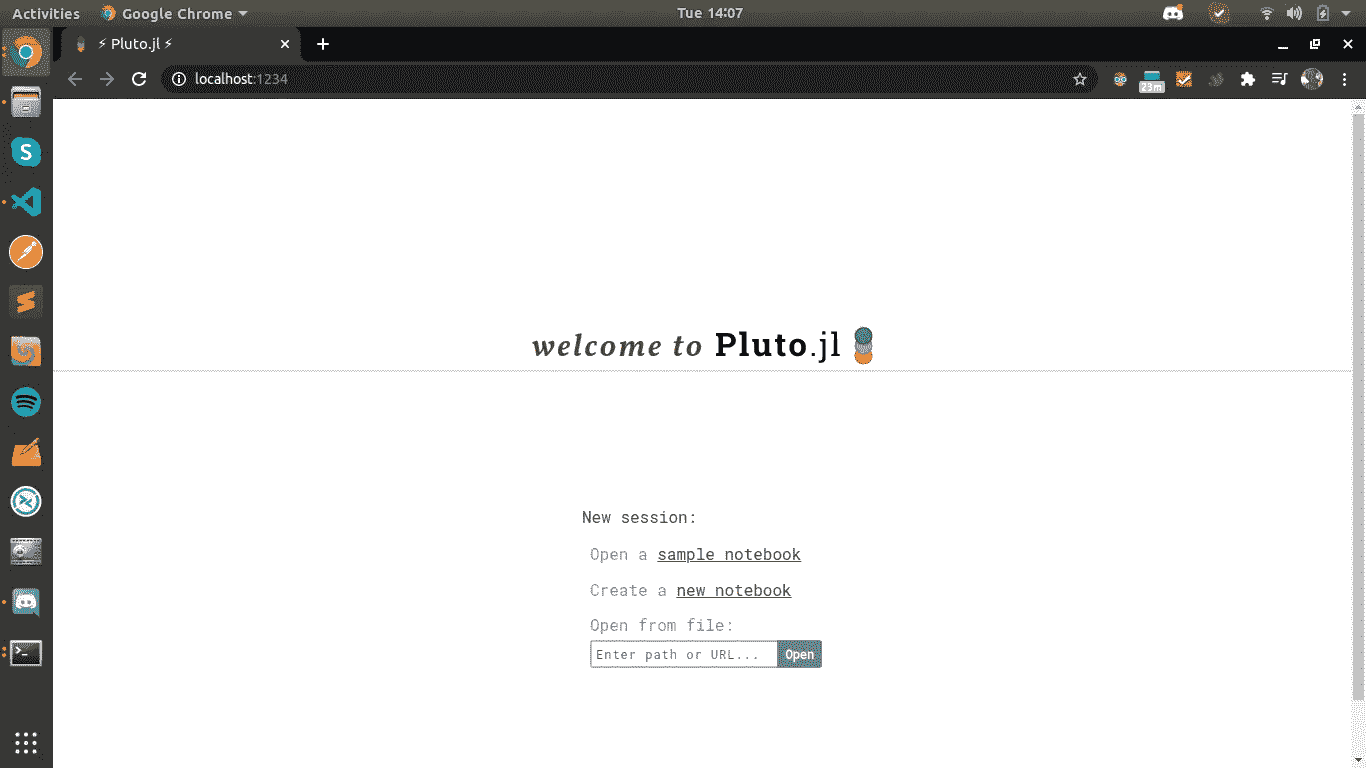 Activities Google Chrome Tue 14:07
⚡ Pluto.jl ⚡
localhost:1234
23m
S
welcome to Pluto.jl
New session:
Open a sample notebook
Create a new notebook
Open from file:
Enter path or URL... Open